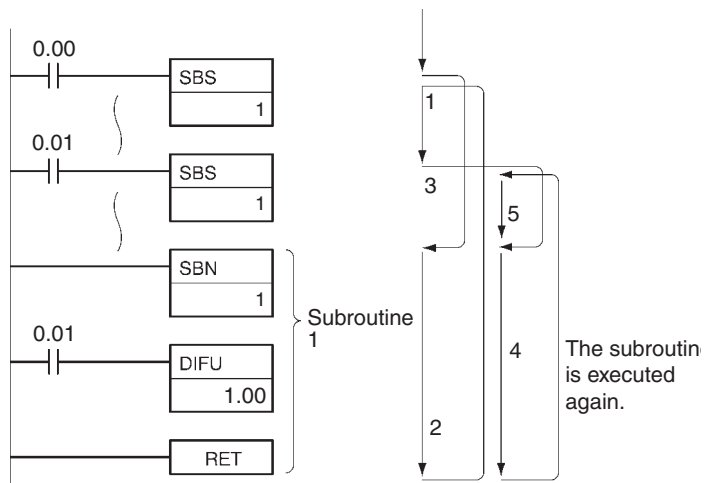 0.00
SBS
1
0.01
SBS
1
SBN
1
Subroutine
1
0.01
DIFU
1.00
RET
1
3
5
4
2
The subroutin
is executed
again.